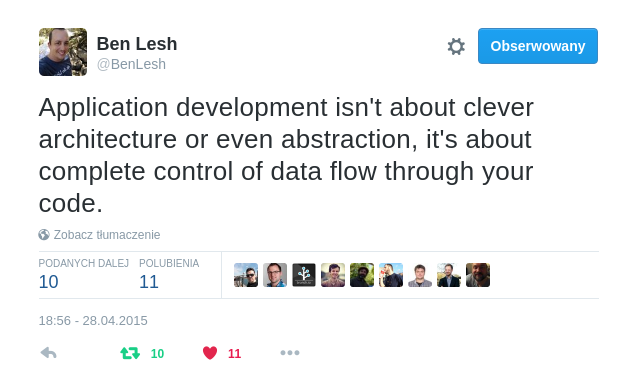 Ben Lesh
@BenLesh
Obserwowany
Application development isn't about clever
architecture or even abstraction, it's about
complete control of data flow through your
code.
Zobacz tłumaczenie
PODANYCH DALEJ POLUBIENIA
10 11
18:56 - 28.04.2015
10 11